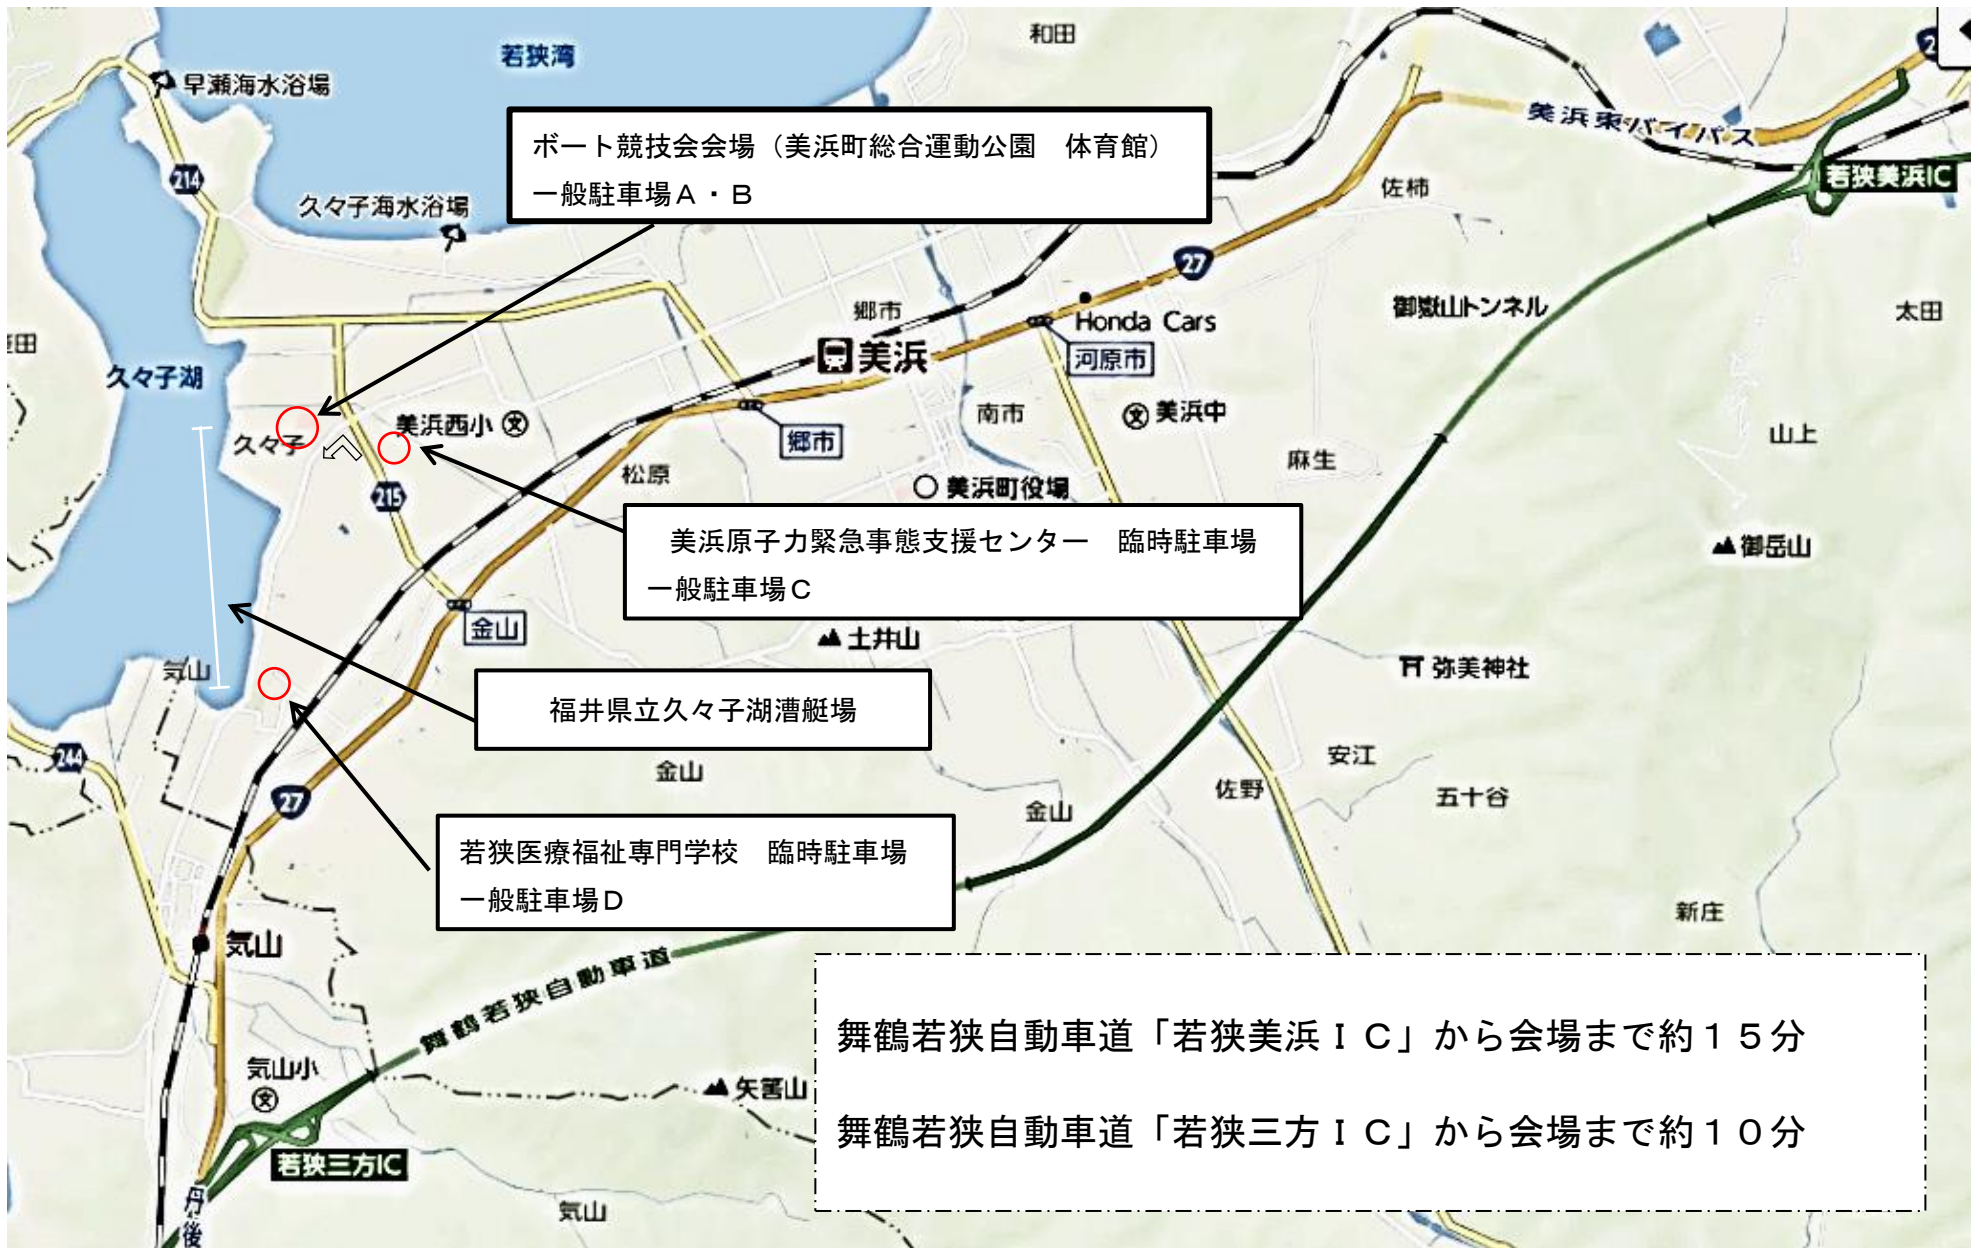 若狭湾
和田
早瀬海水浴場
ボート競技会会場（美浜町総合運動公園　体育館）
一般駐車場A・B
美浜東バイパス
若狭美浜IC
214
久々子海水浴場
佐柿
27
郷市
御嶽山トンネル
太田
Honda Cars
美浜
河原市
久々子湖
美浜西小
文
久々子
南市
文
美浜中
郷市
山上
麻生
松原
215
美浜町役場
美浜原子力緊急事態支援センター　臨時駐車場
一般駐車場C
御岳山
金山
土井山
弥美神社
気山
福井県立久々子湖漕艇場
244
金山
安江
佐野
五十谷
27
金山
若狭医療福祉専門学校　臨時駐車場
一般駐車場D
新庄
気山
舞鶴若狭自動車道
舞鶴若狭自動車道「若狭美浜ＩＣ」から会場まで約１５分
気山小
文
矢筈山
舞鶴若狭自動車道「若狭三方ＩＣ」から会場まで約１０分
若狭三方IC
丹後
気山